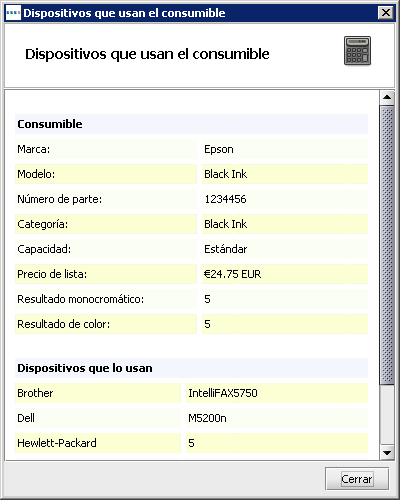 Dispositivos que usan el consumible
Dispositivos que usan el consumible
Consumible
Marca: Epson
Modelo: Black Ink
Número de parte: 1234456
Categoría: Black Ink
Capacidad: Estándar
Precio de lista: €24.75 EUR
Resultado monocromático: 5
Resultado de color: 5
Dispositivos que lo usan
Brother IntelliFAX5750
Dell M5200n
Hewlett-Packard 5
Cerrar